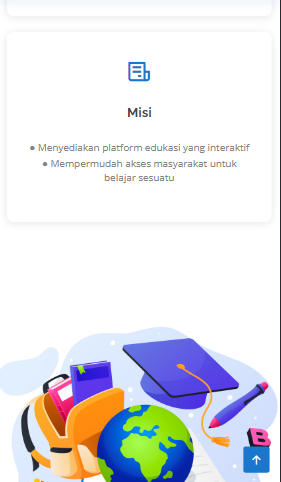 Misi
● Menyediakan platform edukasi yang interaktif
● Mempermudah akses masyarakat untuk
belajar sesuatu
B